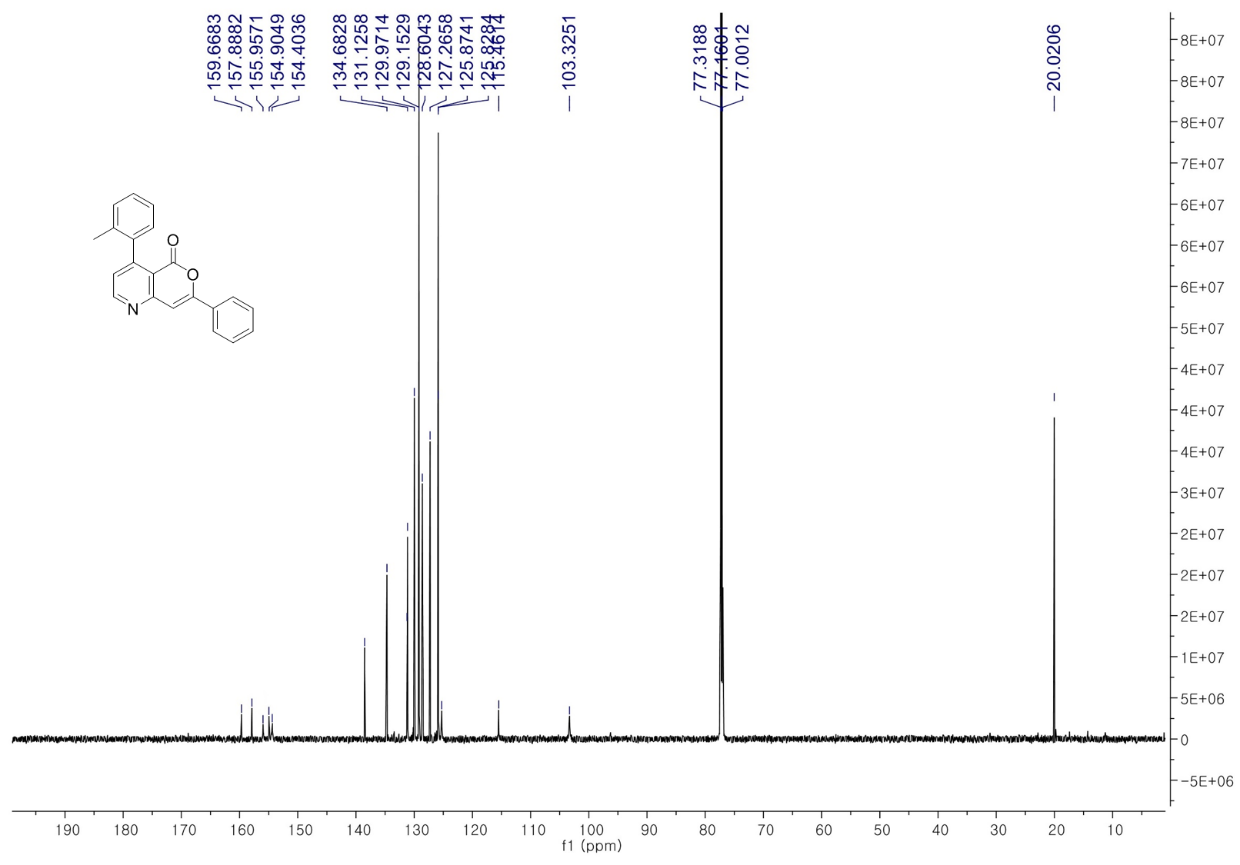 159.6683
157.8882
155.9571
154.9049
154.4036
134.6828
131.1258
129.9714
129.1529
128.6043
127.2658
125.8741
125.8284
115.4614
103.3251
77.3188
77.1601
77.0012
20.0206
8E+07
8E+07
8E+07
7E+07
6E+07
6E+07
6E+07
5E+07
4E+07
4E+07
4E+07
3E+07
2E+07
2E+07
2E+07
1E+07
5E+06
0
-5E+06
O
O
N
190 180 170 160 150 140 130 120 110 100 90 80 70 60 50 40 30 20 10
f1 (ppm)